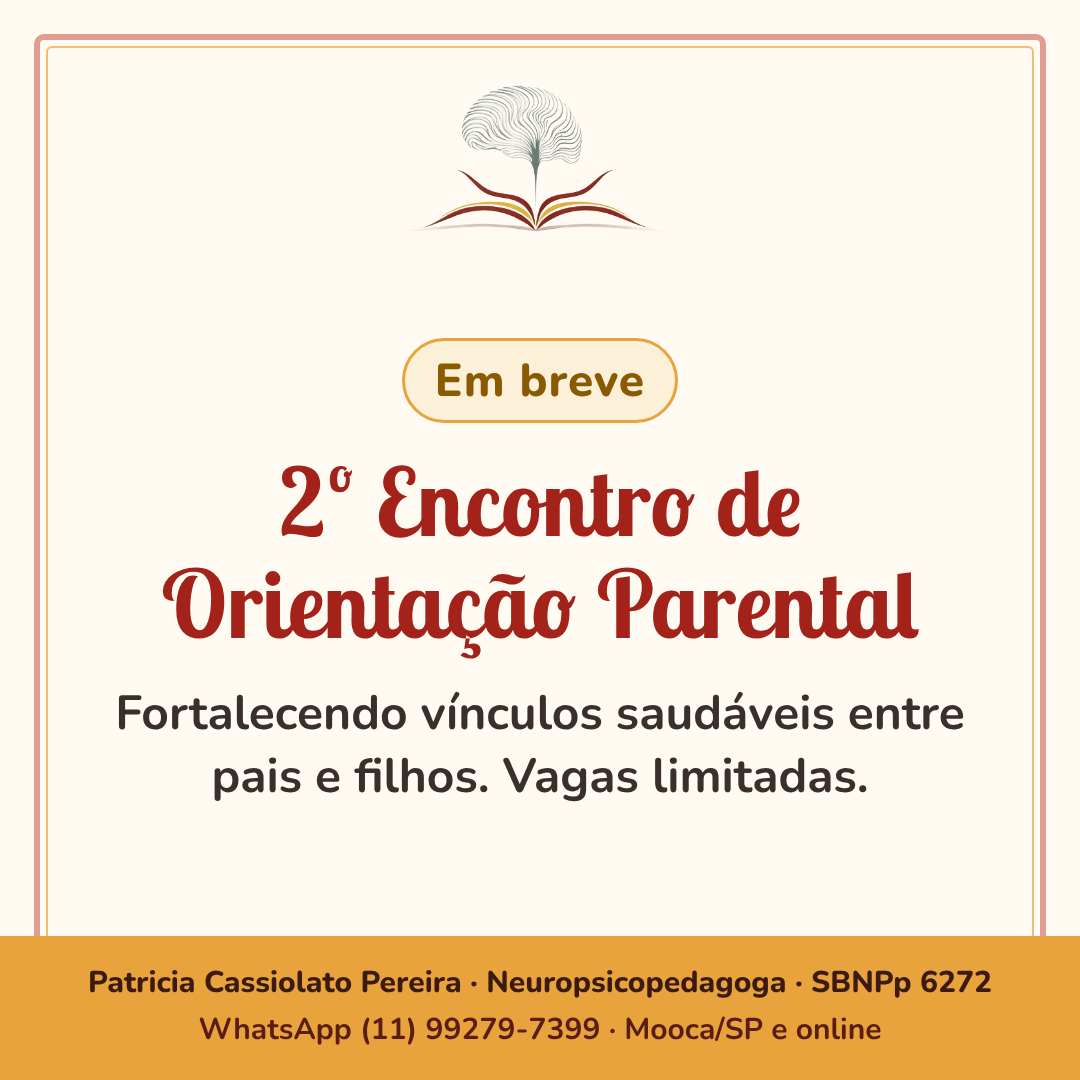 Em breve
2º Encontro de
Orientação Parental
Fortalecendo vínculos saudáveis entre
pais e filhos. Vagas limitadas.
Patricia Cassiolato Pereira · Neuropsicopedagoga · SBNPp 6272
WhatsApp (11) 99279-7399 · Mooca/SP e online